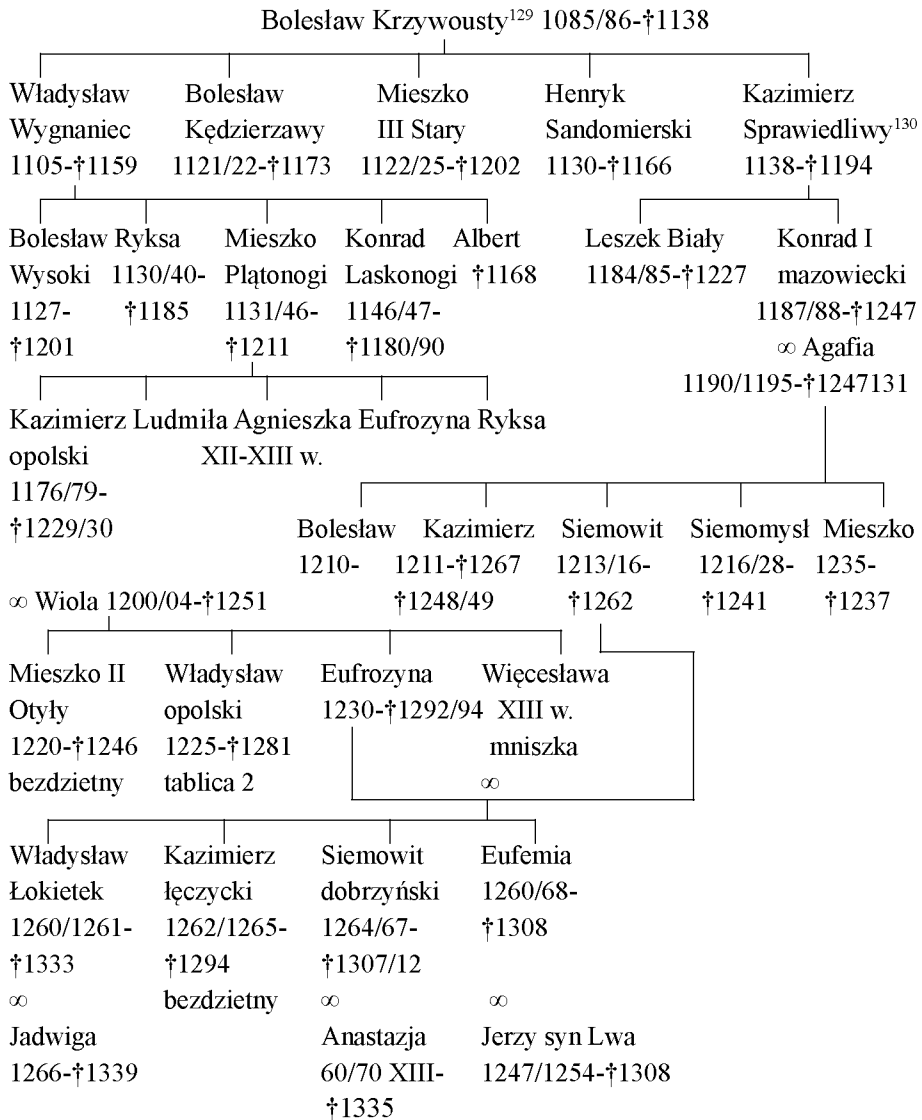 Bolesław Krzywousty¹²⁹ 1085/86-†1138
Władysław Bolesław Mieszko Henryk Kazimierz
Wygnaniec Kędzierzawy III Stary Sandomierski Sprawiedliwy¹³⁰
1105-†1159 1121/22-†1173 1122/25-†1202 1130-†1166 1138-†1194
Bolesław Ryksa Mieszko Konrad Albert Leszek Biały Konrad I
Wysoki 1130/40- Plątonogi Laskonogi †1168 1184/85-†1227 mazowiecki
1127- †1185 1131/46- 1146/47- 1187/88-†1247
†1201 †1211 †1180/90 ∞ Agafia
1190/1195-†1247131
Kazimierz Ludmiła Agnieszka Eufrozyna Ryksa
opolski XII-XIII w.
1176/79-
†1229/30
Bolesław Kazimierz Siemowit Siemomysł Mieszko
1210- 1211-†1267 1213/16- 1216/28- 1235-
∞ Wiola 1200/04-†1251 †1248/49 †1262 †1241 †1237
Mieszko II Władysław Eufrozyna Więcesława
Otyły opolski 1230-†1292/94 XIII w.
1220-†1246 1225-†1281 mniszka
bezdzietny tablica 2 ∞
Władysław Kazimierz Siemowit Eufemia
Łokietek łęczycki dobrzyński 1260/68-
1260/1261- 1262/1265- 1264/67- †1308
†1333 †1294 †1307/12
∞ bezdzietny ∞ ∞
Jadwiga Anastazja Jerzy syn Lwa
1266-†1339 60/70 XIII- 1247/1254-†1308
†1335